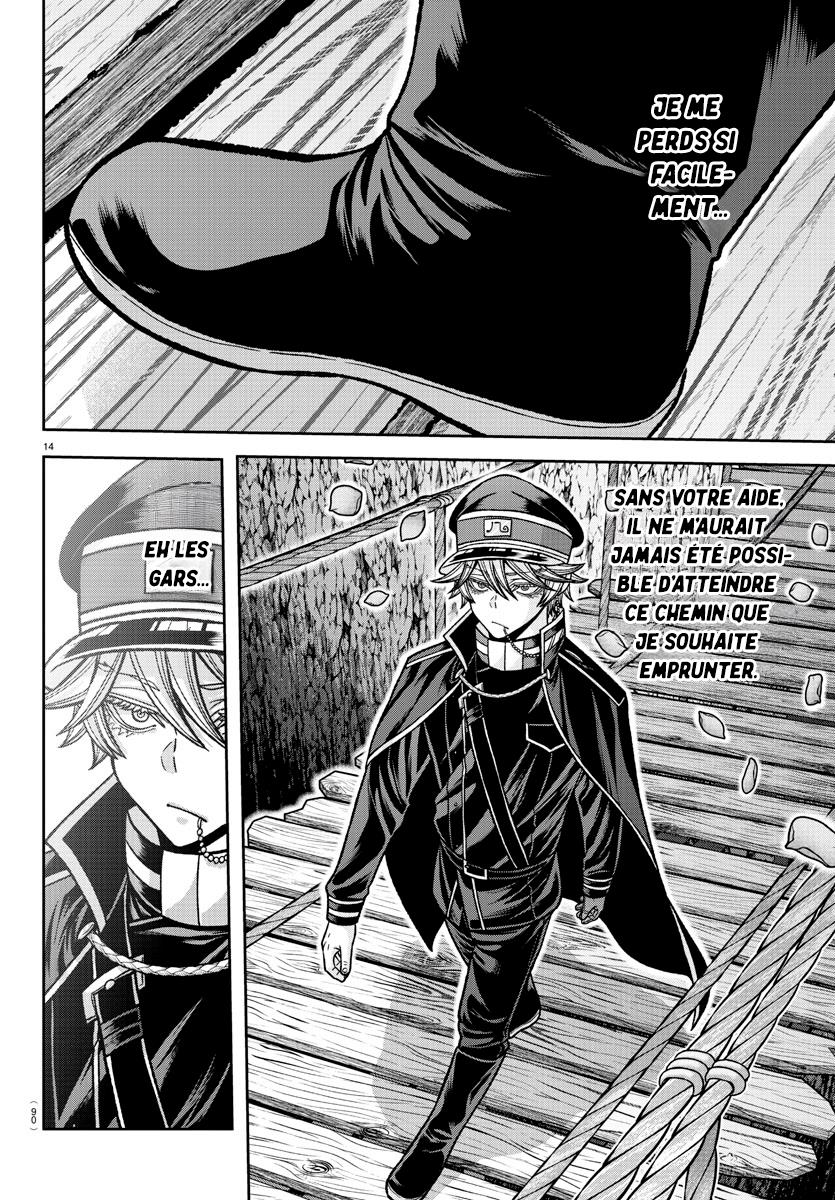 JE ME
PERDS SI
FACILE-
MENT...
14
SANS VOTRE AIDE,
IL NE M'AURAIT
JAMAIS ÉTÉ POSSI-
BLE D'ATTEINDRE
CE CHEMIN QUE
JE SOUHAITE
EMPRUNTER.
EH LES
GARS...
(90)